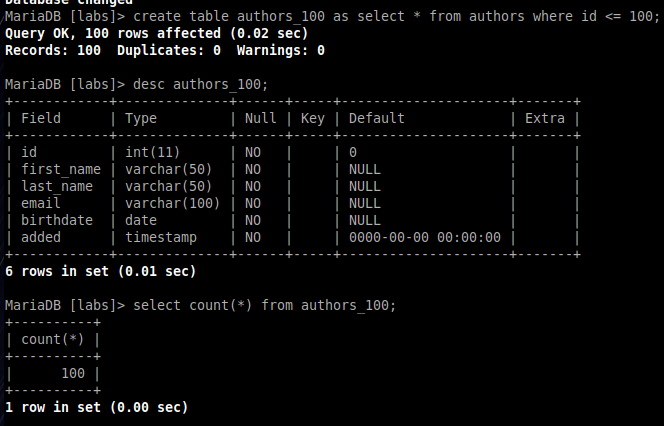 Database changed
MariaDB [labs]> create table authors_100 as select * from authors where id <= 100;
Query OK, 100 rows affected (0.02 sec)
Records: 100  Duplicates: 0  Warnings: 0

MariaDB [labs]> desc authors_100;
+------------+--------------+------+-----+---------------------+-------+
| Field      | Type         | Null | Key | Default             | Extra |
+------------+--------------+------+-----+---------------------+-------+
| id         | int(11)      | NO   |     | 0                   |       |
| first_name | varchar(50)  | NO   |     | NULL                |       |
| last_name  | varchar(50)  | NO   |     | NULL                |       |
| email      | varchar(100) | NO   |     | NULL                |       |
| birthdate  | date         | NO   |     | NULL                |       |
| added      | timestamp    | NO   |     | 0000-00-00 00:00:00 |       |
+------------+--------------+------+-----+---------------------+-------+
6 rows in set (0.01 sec)

MariaDB [labs]> select count(*) from authors_100;
+----------+
| count(*) |
+----------+
|      100 |
+----------+
1 row in set (0.00 sec)